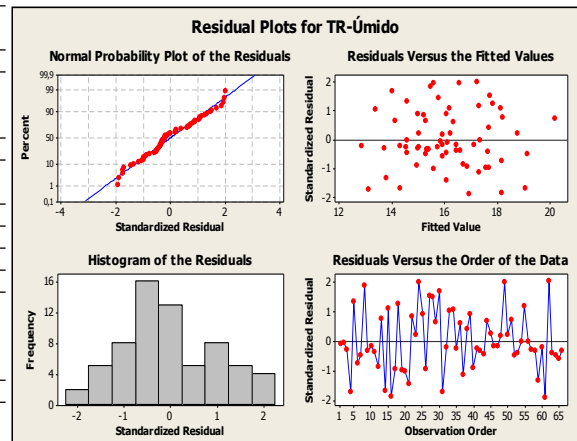 Residual Plots for TR-Úmido
Normal Probability Plot of the Residuals
99,9
99
90
50
10
1
0,1
Percent
-4 -2 0 2 4
Standardized Residual
Residuals Versus the Fitted Values
2
1
0
-1
-2
Standardized Residual
12 14 16 18 20
Fitted Value
Histogram of the Residuals
16
12
8
4
0
Frequency
-2 -1 0 1 2
Standardized Residual
Residuals Versus the Order of the Data
2
1
0
-1
-2
Standardized Residual
1 5 10 15 20 25 30 35 40 45 50 55 60 65
Observation Order